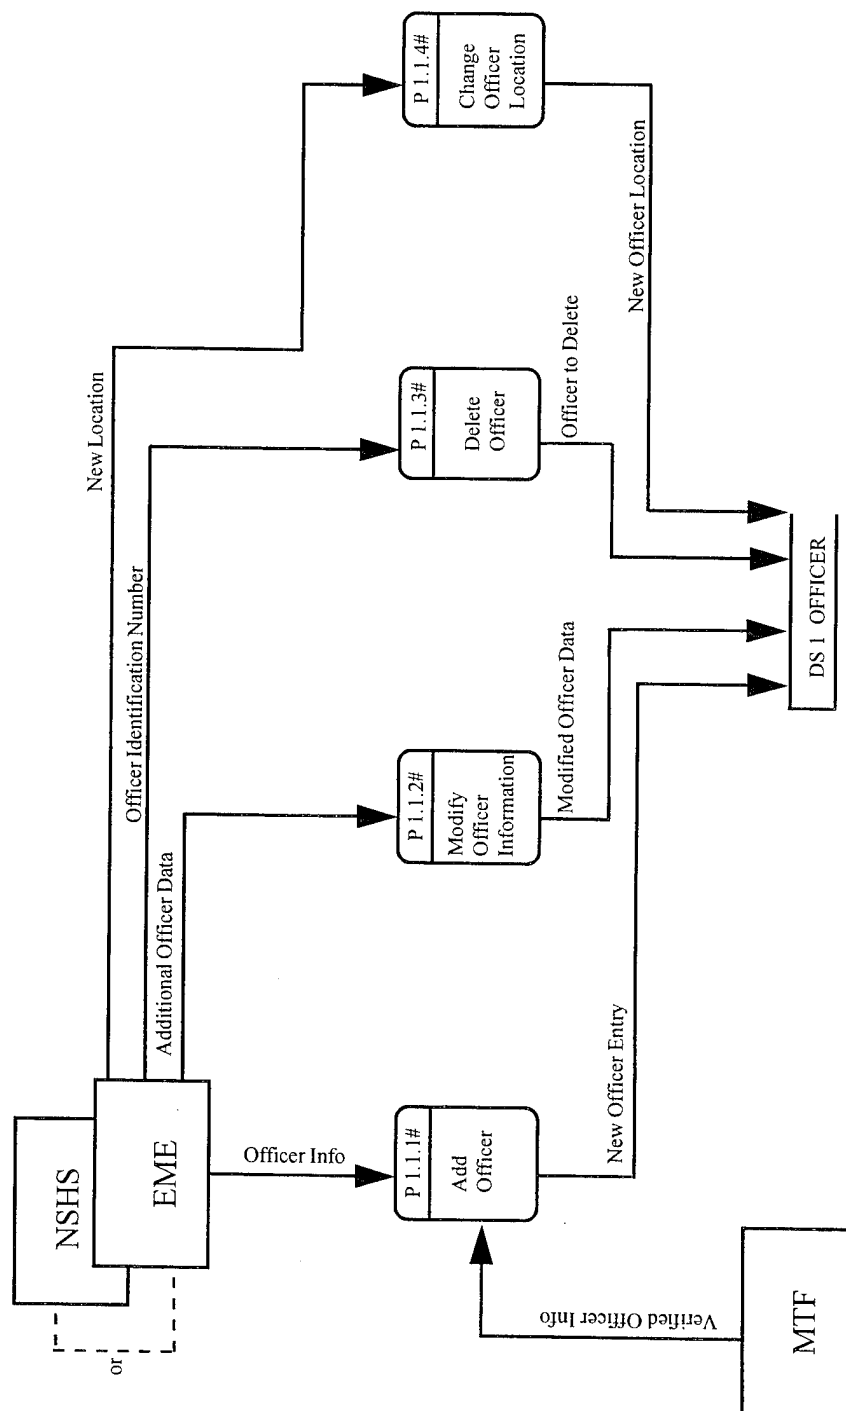 NSHS
EME
or
New Location
Officer Identification Number
Additional Officer Data
Officer Info
P 1.1.1#
Add
Officer
P 1.1.2#
Modify
Officer
Information
P 1.1.3#
Delete
Officer
P 1.1.4#
Change
Officer
Location
Verified Officer Info
New Officer Entry
Modified Officer Data
Officer to Delete
New Officer Location
MTF
DS 1 OFFICER